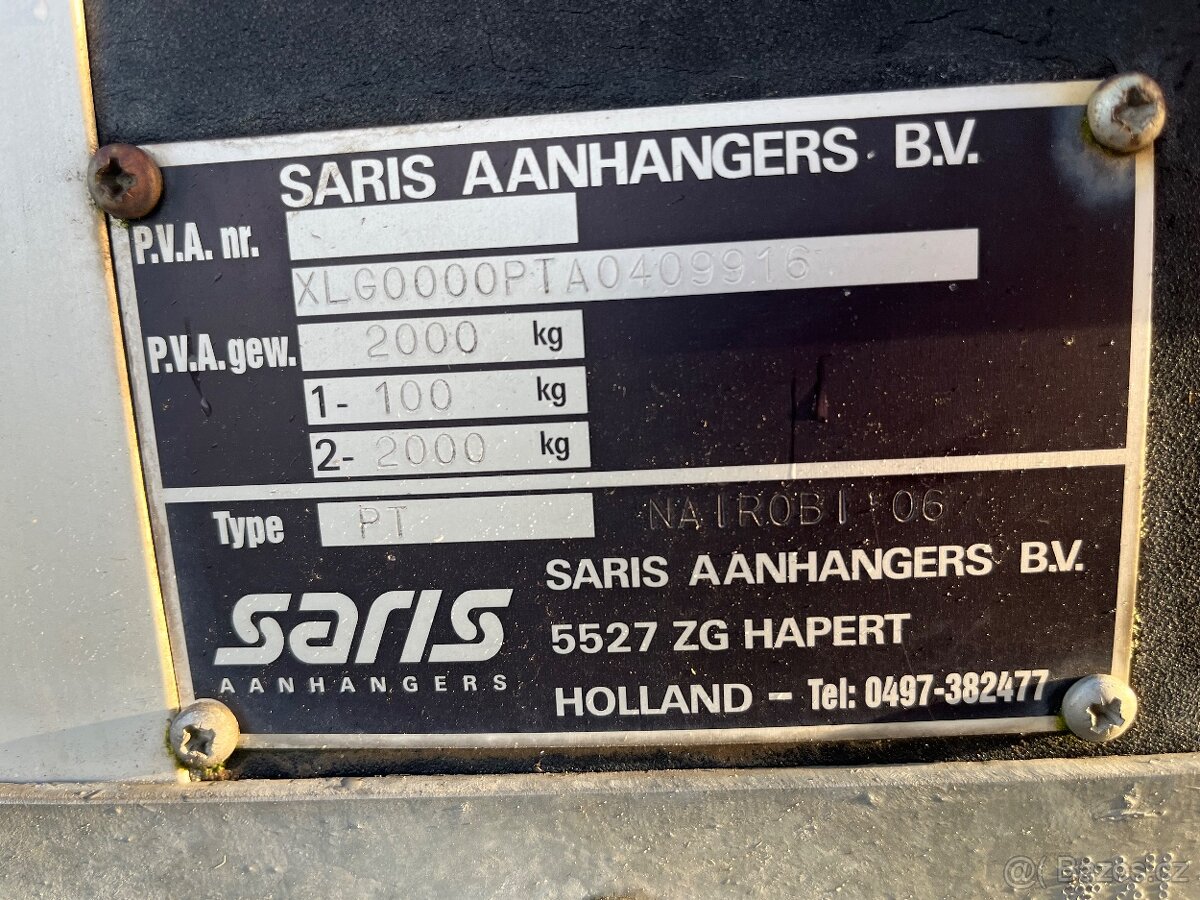 SARIS AANHANGERS B.V.
P.V.A. nr.
XLG0000PTA0409916
P.V.A. gew. 2000 kg
1- 100 kg
2- 2000 kg
Type PT NAIROBI 06
saris
AANHANGERS
SARIS AANHANGERS B.V.
5527 ZG HAPERT
HOLLAND - Tel: 0497-382477
Bazos.cz